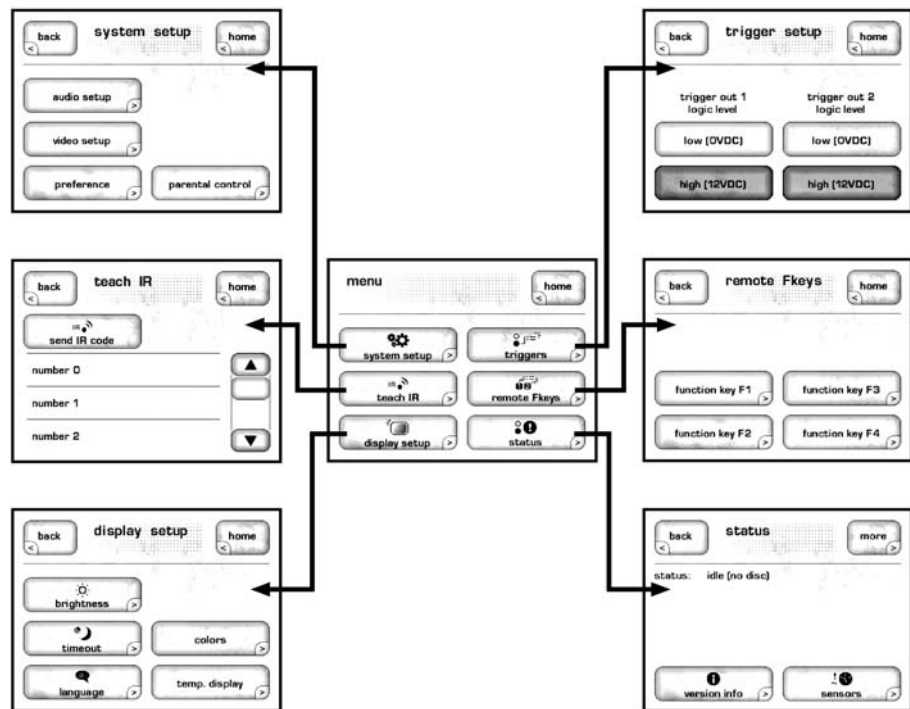 back
system setup
home
audio setup
video setup
preference
parental control
back
trigger setup
home
trigger out 1
logic level
trigger out 2
logic level
low (0VDC)
low (0VDC)
high (12VDC)
high (12VDC)
back
teach IR
home
IR
send IR code
number 0
number 1
number 2
menu
home
system setup
triggers
IR
teach IR
remote Fkeys
display setup
status
back
remote Fkeys
home
function key F1
function key F3
function key F2
function key F4
back
display setup
home
brightness
timeout
colors
language
temp. display
back
status
more
status: idle (no disc)
version info
sensors